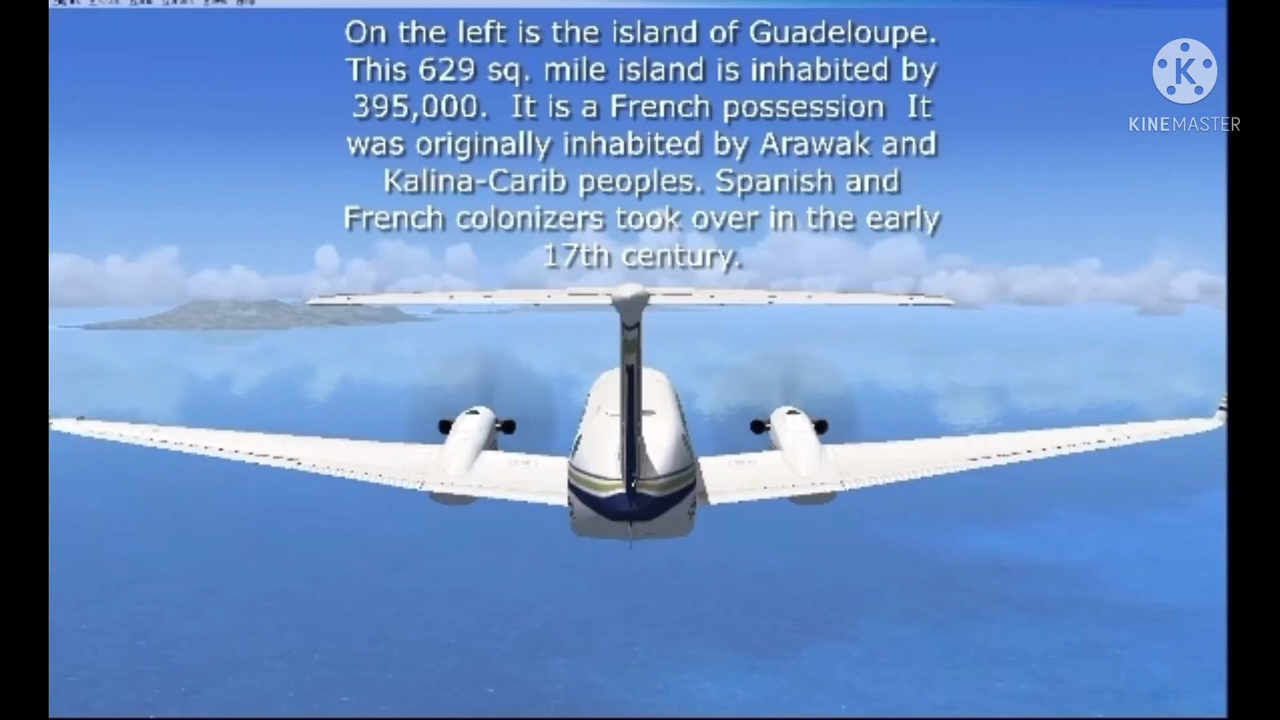 On the left is the island of Guadeloupe.
This 629 sq. mile island is inhabited by
395,000. It is a French possession It
was originally inhabited by Arawak and
Kalina-Carib peoples. Spanish and
French colonizers took over in the early
17th century.
K
KINEMASTER